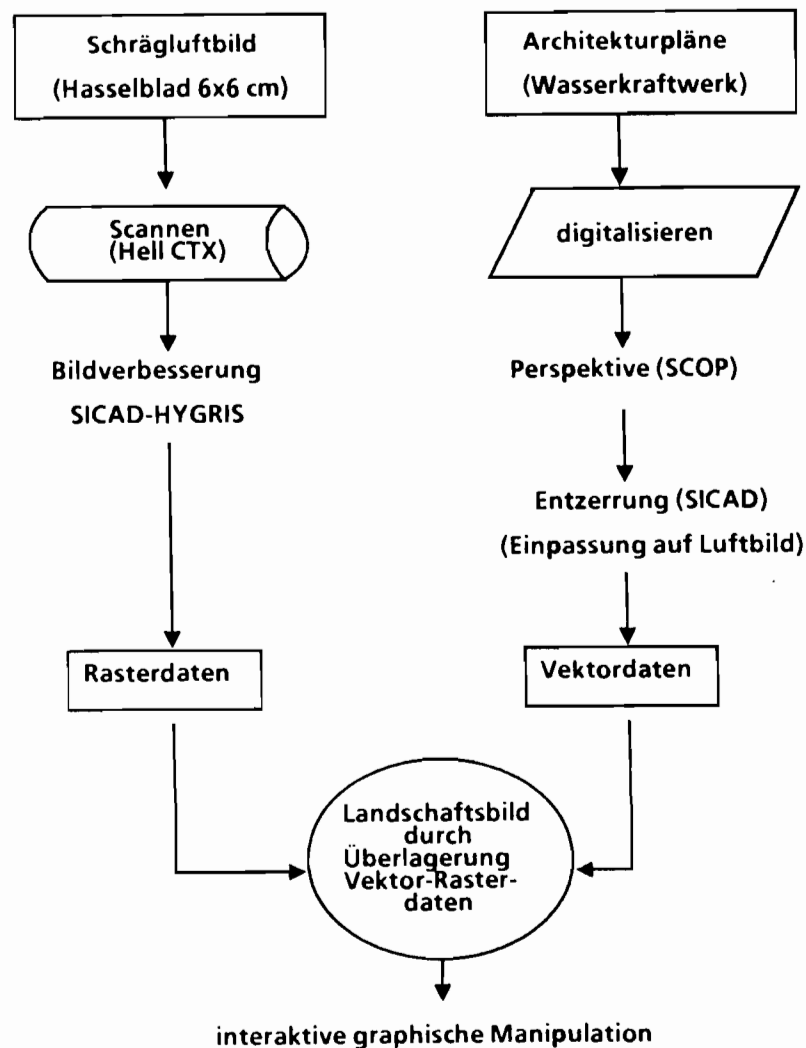 Schrägluftbild
(Hasselblad 6x6 cm)
Scannen
(Hell CTX)
Bildverbesserung
SICAD-HYGRIS
Rasterdaten
Architekturpläne
(Wasserkraftwerk)
digitalisieren
Perspektive (SCOP)
Entzerrung (SICAD)
(Einpassung auf Luftbild)
Vektordaten
Landschaftsbild
durch
Überlagerung
Vektor-Raster-
daten
interaktive graphische Manipulation